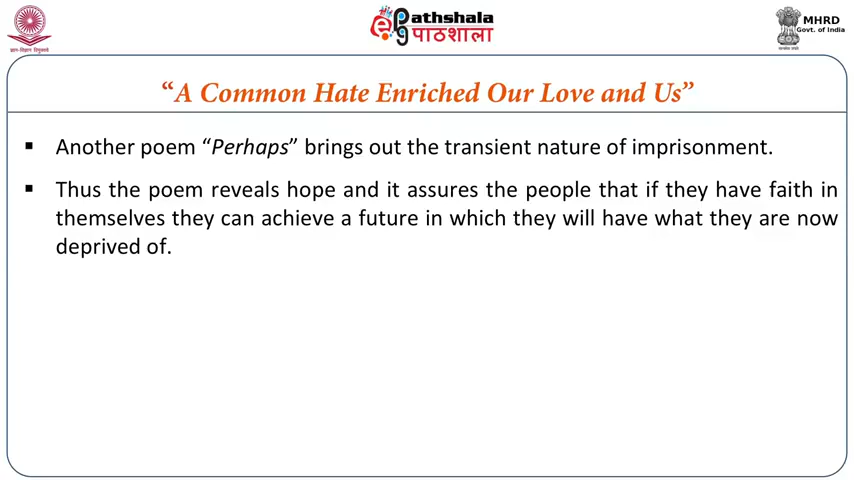 ePathshala
पाठशाला
MHRD
Govt. of India
“A Common Hate Enriched Our Love and Us”
▪ Another poem “Perhaps” brings out the transient nature of imprisonment.
▪ Thus the poem reveals hope and it assures the people that if they have faith in
themselves they can achieve a future in which they will have what they are now
deprived of.